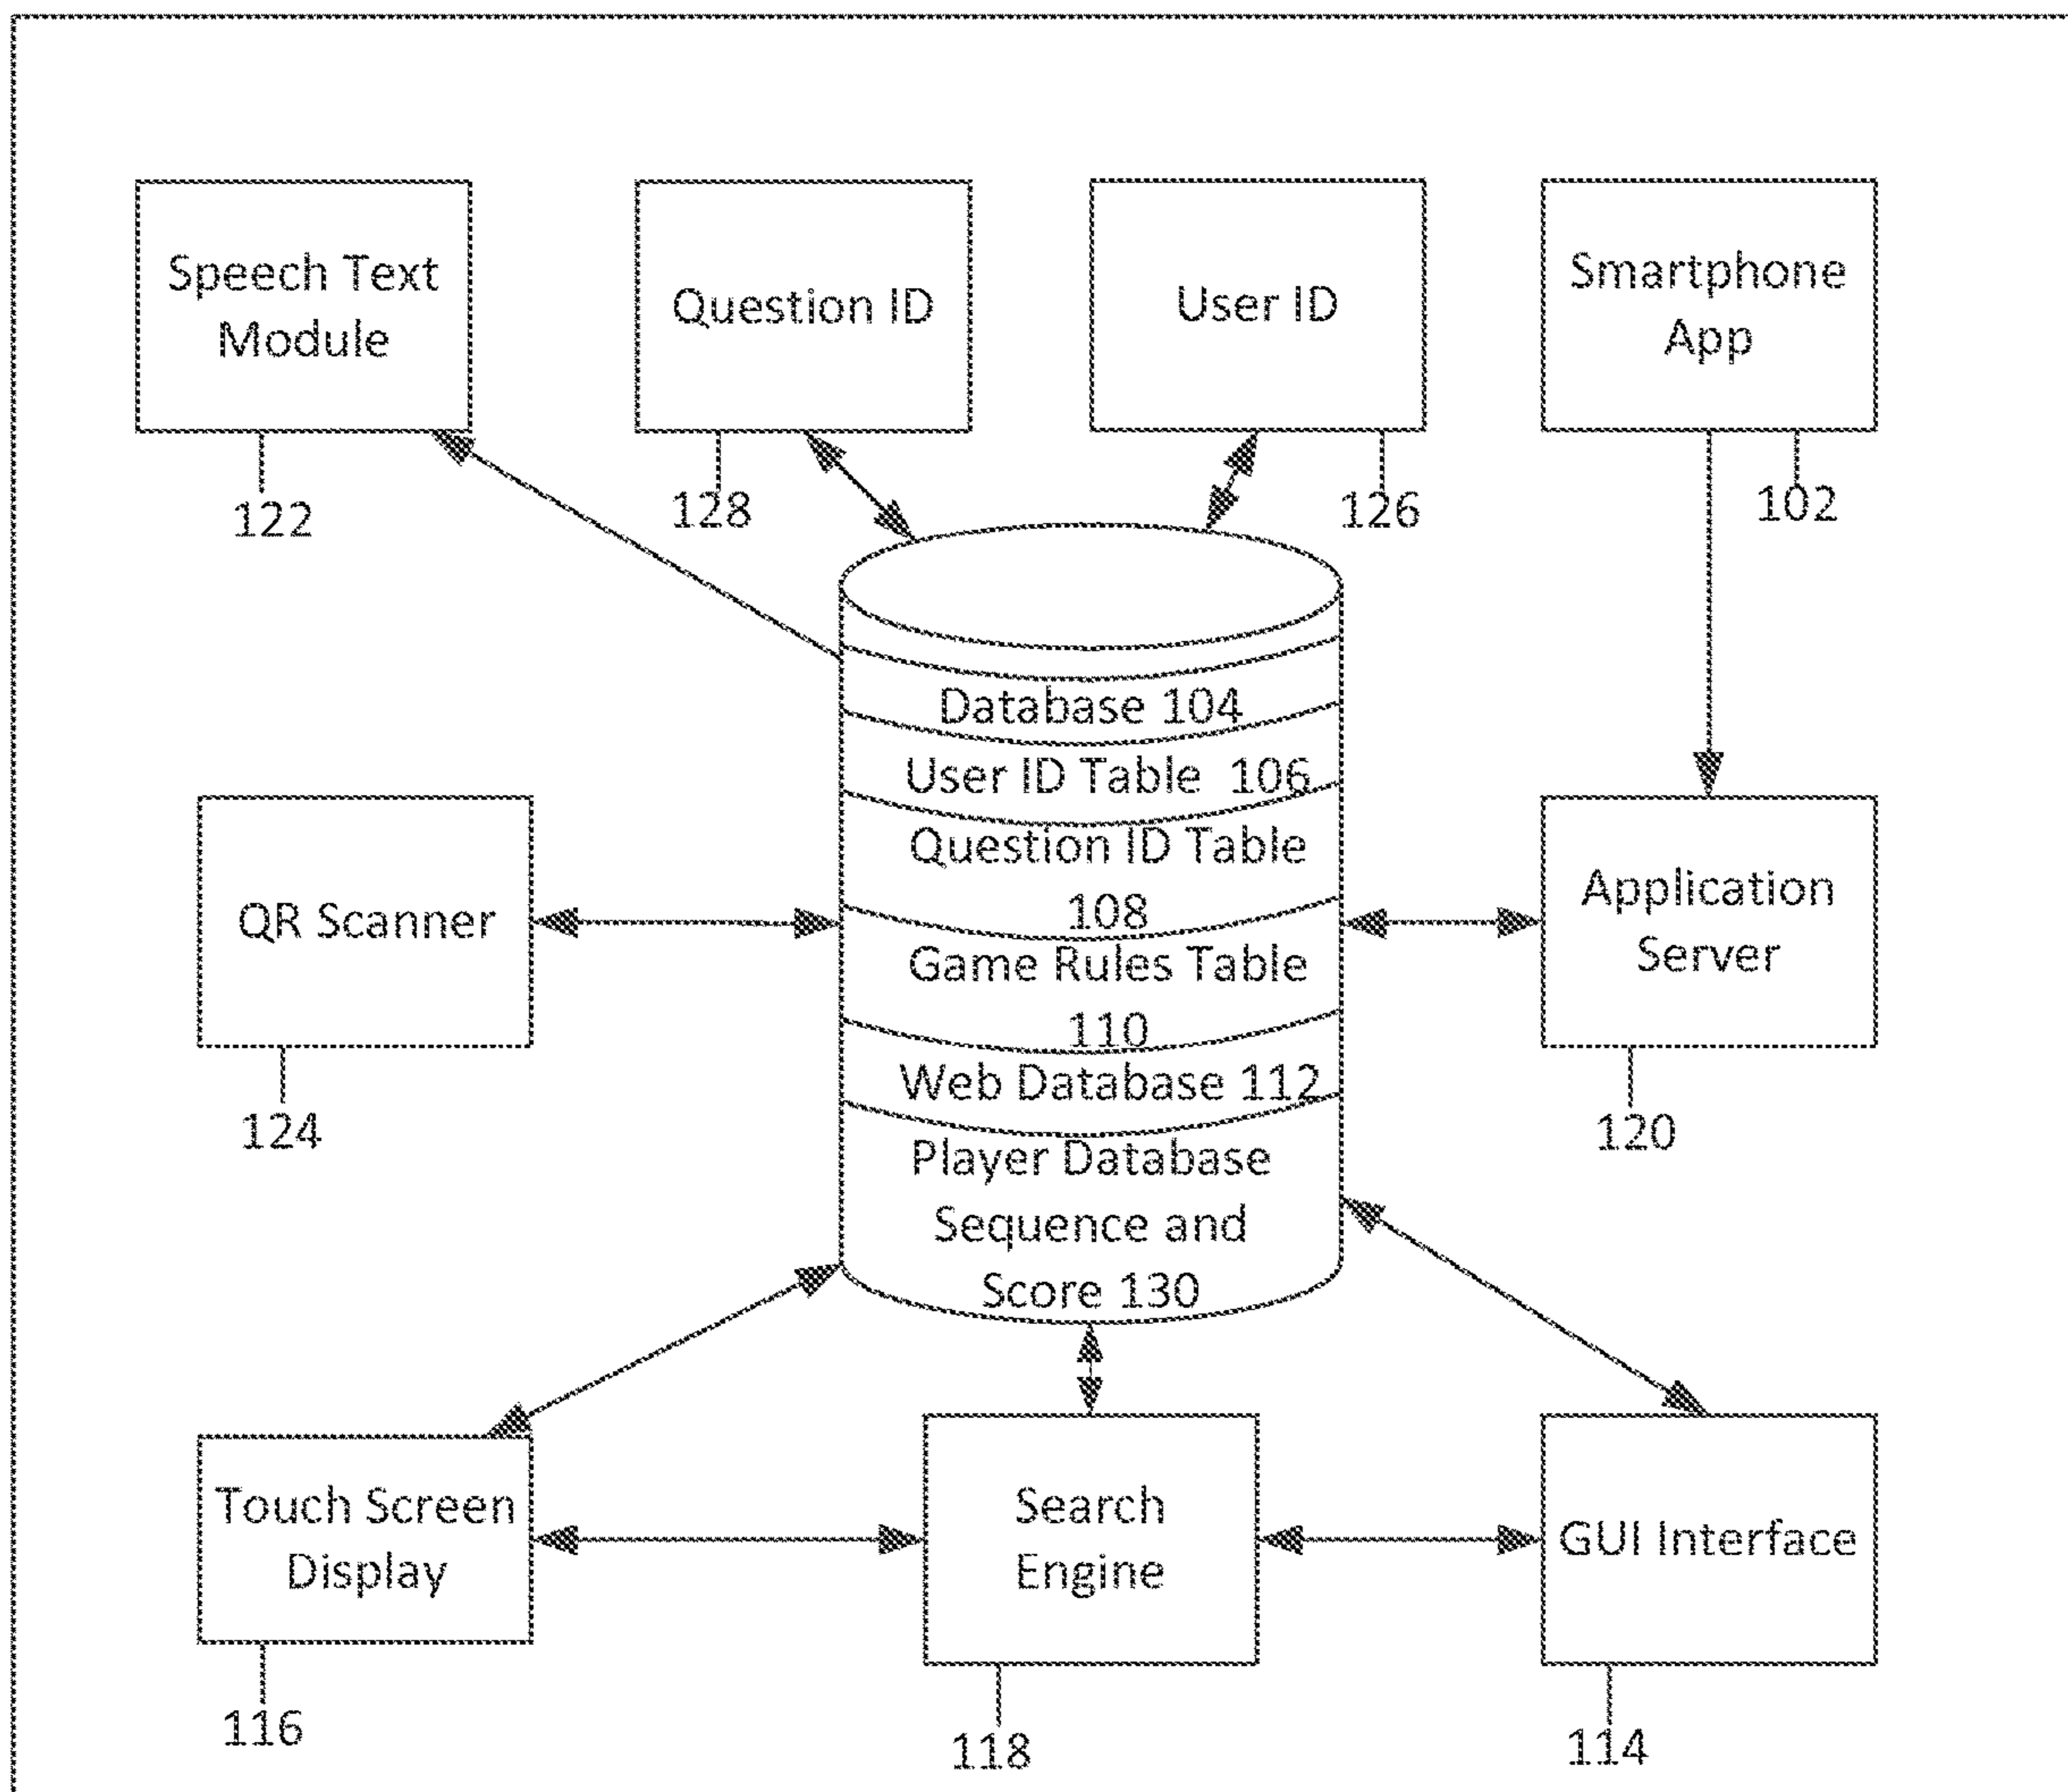 Speech Text
Module
122
Question ID
128
User ID
126
Smartphone
App
102
Database 104
User ID Table 106
Question ID Table
108
Game Rules Table
110
Web Database 112
Player Database
Sequence and
Score 130
QR Scanner
124
Application
Server
120
Touch Screen
Display
116
Search
Engine
118
GUI Interface
114